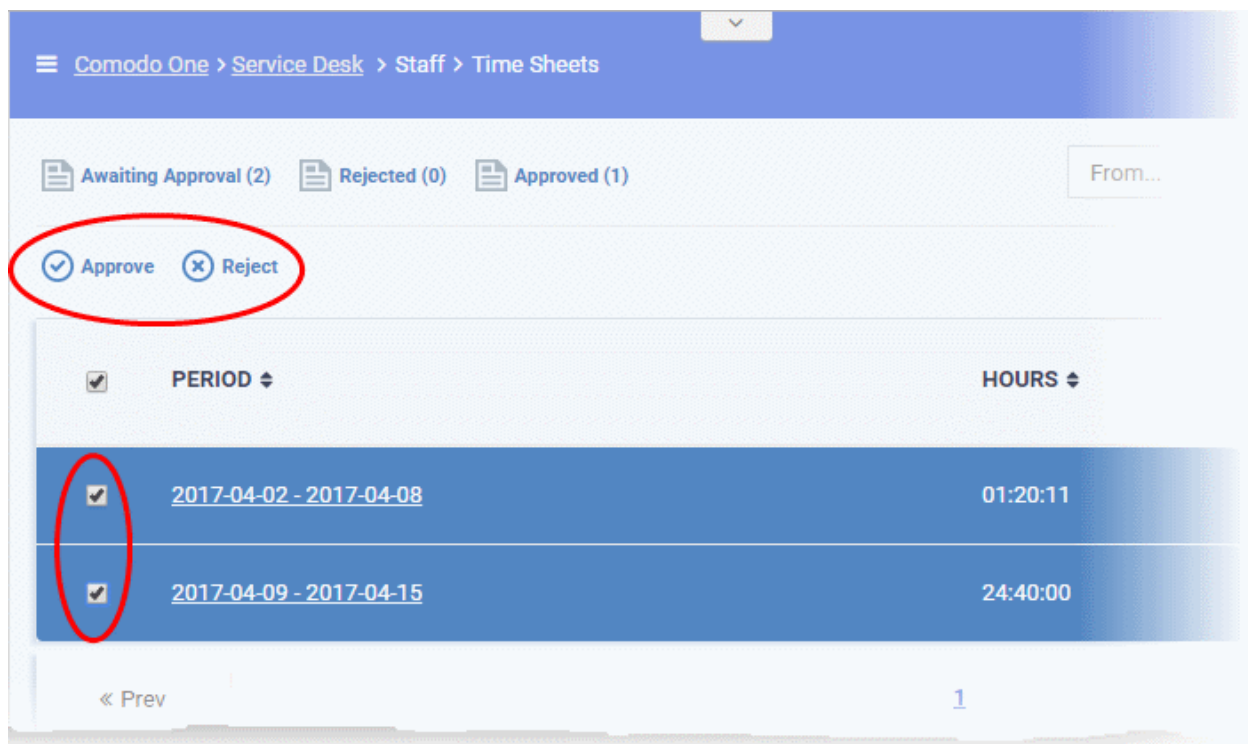 Comodo One > Service Desk > Staff > Time Sheets
Awaiting Approval (2) Rejected (0) Approved (1) From...
Approve Reject
PERIOD HOURS
2017-04-02 - 2017-04-08 01:20:11
2017-04-09 - 2017-04-15 24:40:00
« Prev 1